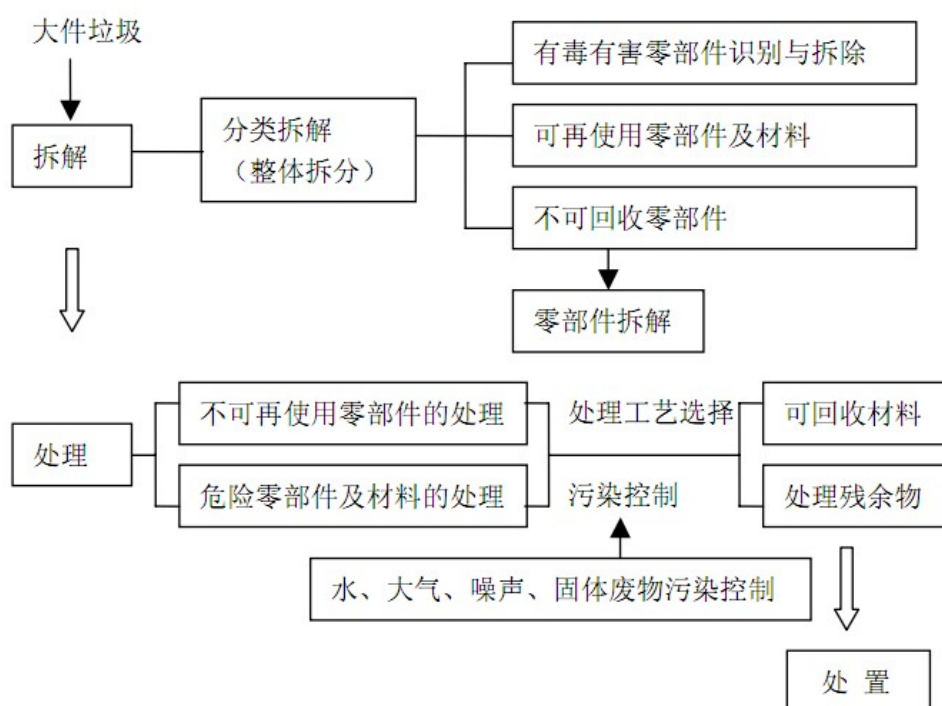 大件垃圾
拆解
分类拆解
（整体拆分）
有毒有害零部件识别与拆除
可再使用零部件及材料
不可回收零部件
零部件拆解
处理
不可再使用零部件的处理
危险零部件及材料的处理
处理工艺选择
污染控制
可回收材料
处理残余物
水、大气、噪声、固体废物污染控制
处 置